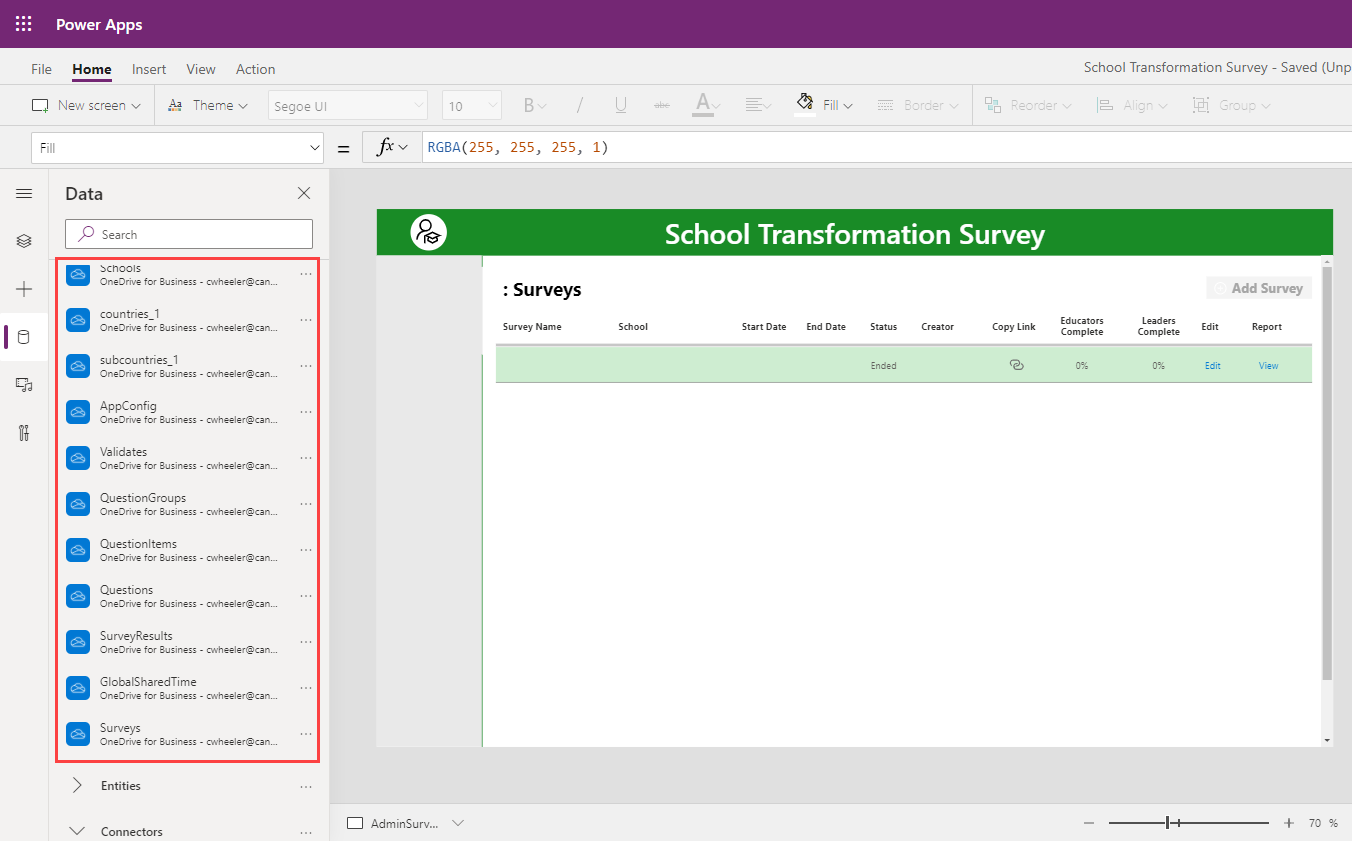 Power Apps
File Home Insert View Action School Transformation Survey - Saved (Unp
New screen Theme Segoe UI 10 B / U abc A Fill Border Reorder Align Group
Fill = fx RGBA(255, 255, 255, 1)
Data
Search
Schools
OneDrive for Business - cwheeler@can...
countries_1
OneDrive for Business - cwheeler@can...
subcountries_1
OneDrive for Business - cwheeler@can...
AppConfig
OneDrive for Business - cwheeler@can...
Validates
OneDrive for Business - cwheeler@can...
QuestionGroups
OneDrive for Business - cwheeler@can...
QuestionItems
OneDrive for Business - cwheeler@can...
Questions
OneDrive for Business - cwheeler@can...
SurveyResults
OneDrive for Business - cwheeler@can...
GlobalSharedTime
OneDrive for Business - cwheeler@can...
Surveys
OneDrive for Business - cwheeler@can...
Entities
Connectors
School Transformation Survey
: Surveys
Add Survey
Survey Name School Start Date End Date Status Creator Copy Link Educators Complete Leaders Complete Edit Report
Ended 0% 0% Edit View
AdminSurv... 70 %